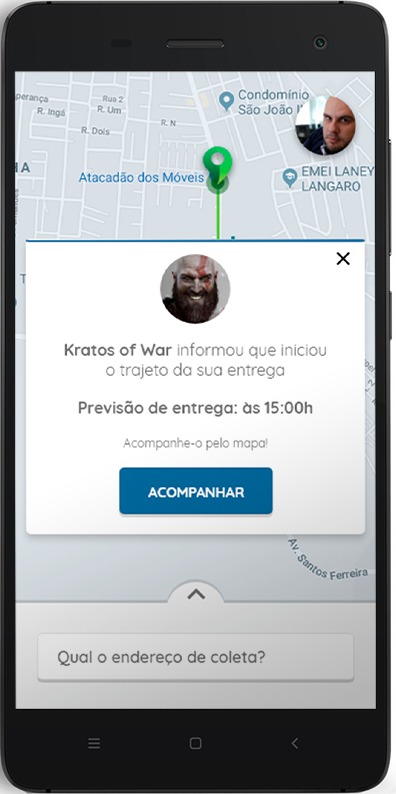 perança
Rua 2
R. Ingá
R. Um
R. N
R. Dois
Condomínio
São João I
Atacadão dos Móveis
EMEI LANEY
LANGARO
Kratos of War informou que iniciou
o trajeto da sua entrega
Previsão de entrega: às 15:00h
Acompanhe-o pelo mapa!
ACOMPANHAR
Av. Santos Ferreira
Qual o endereço de coleta?